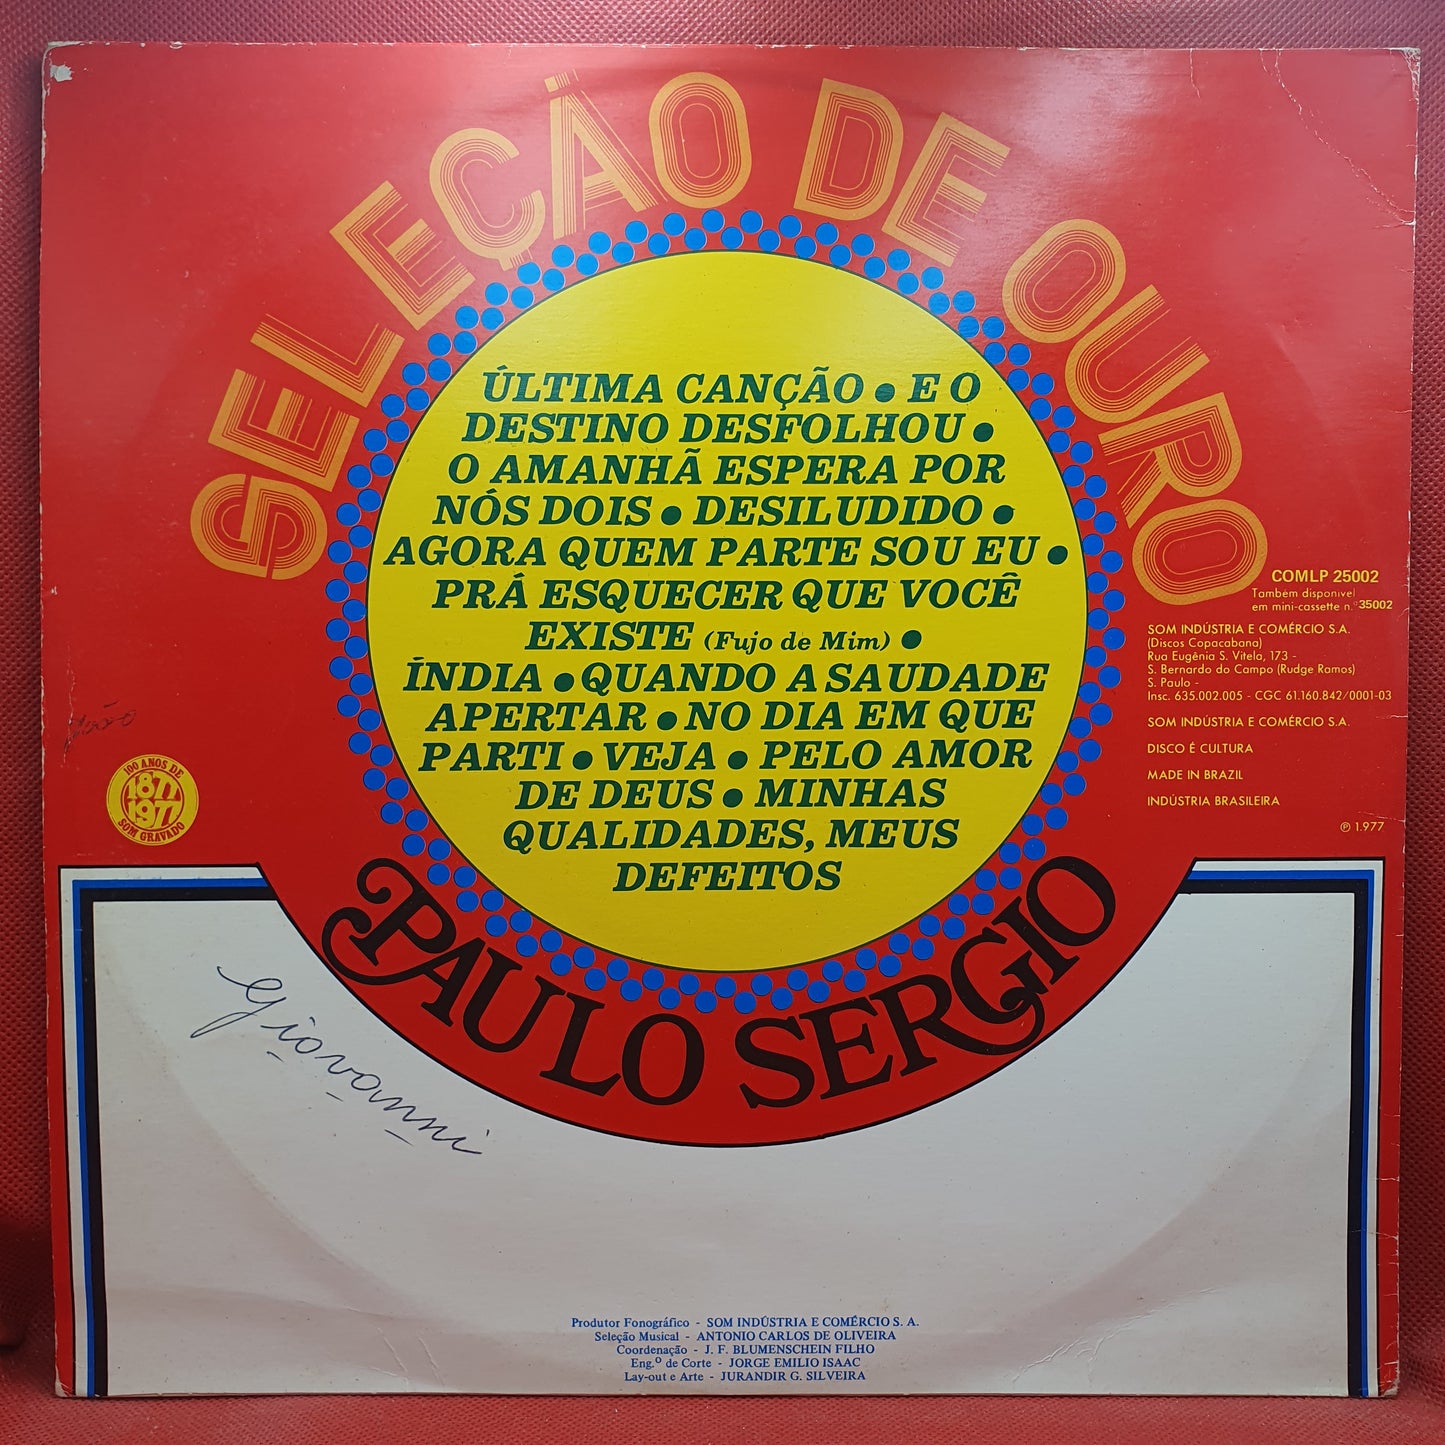 SELEÇÃO DE OURO
ÚLTIMA CANÇÃO ● E O
DESTINO DESFOLHOU ●
O AMANHÃ ESPERA POR
NÓS DOIS ● DESILUDIDO ●
AGORA QUEM PARTE SOU EU ●
PRÁ ESQUECER QUE VOCÊ
EXISTE (Fujo de Mim) ●
ÍNDIA ● QUANDO A SAUDADE
APERTAR ● NO DIA EM QUE
PARTI ● VEJA ● PELO AMOR
DE DEUS ● MINHAS
QUALIDADES, MEUS
DEFEITOS
PAULO SERGIO
COMLP 25002
Também disponivel
em mini-cassette n.º 35002
SOM INDÚSTRIA E COMÉRCIO S.A.
(Discos Copacabana)
Rua Eugênia S. Vitela, 173 -
S. Bernardo do Campo (Rudge Ramos)
S. Paulo -
Insc. 635.002.005 - CGC 61.160.842/0001-03
SOM INDÚSTRIA E COMÉRCIO S.A.
DISCO É CULTURA
MADE IN BRAZIL
INDÚSTRIA BRASILEIRA
℗ 1.977
João
100 ANOS DE
1877
1977
SOM GRAVADO
Giovanni
Produtor Fonográfico - SOM INDÚSTRIA E COMÉRCIO S. A.
Seleção Musical - ANTONIO CARLOS DE OLIVEIRA
Coordenação - J. F. BLUMENSCHEIN FILHO
Eng.º de Corte - JORGE EMILIO ISAAC
Lay-out e Arte - JURANDIR G. SILVEIRA